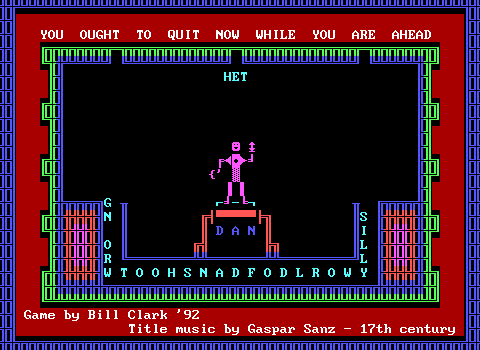 YOU OUGHT TO QUIT NOW WHILE YOU ARE AHEAD
HET
DAN
GN ORW
SILLY
TOOHSNADFODLROW
Game by Bill Clark '92
Title music by Gaspar Sanz - 17th century